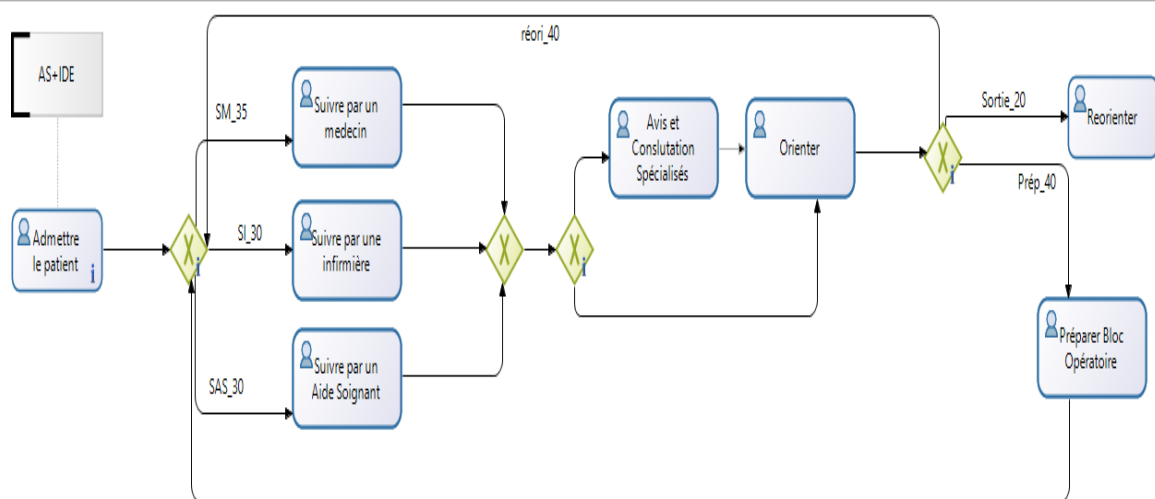 réori_40
AS+IDE
SM_35
Suivre par un
medecin
Avis et
Conslutation
Spécialisés
Orienter
Sortie_20
Reorienter
Prép_40
Admettre
le patient
SI_30
Suivre par une
infirmière
Suivre par un
Aide Soignant
SAS_30
Préparer Bloc
Opératoire